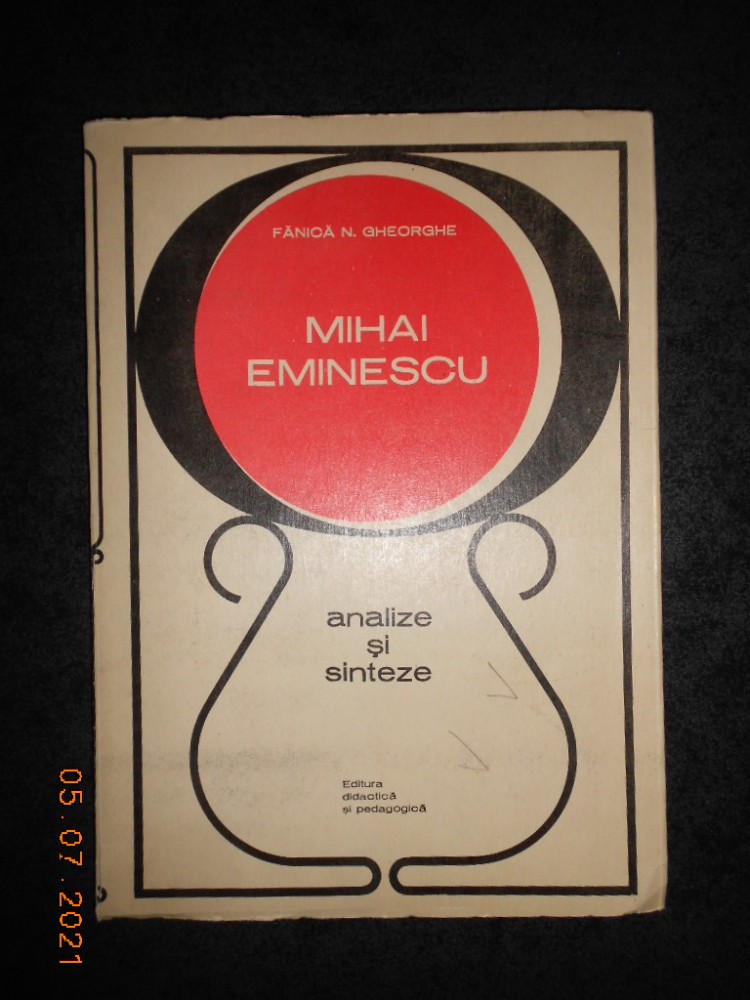 FĂNICĂ N. GHEORGHE
MIHAI
EMINESCU
analize
şi
sinteze
Editura
didactică
şi pedagogică
05.07.2021